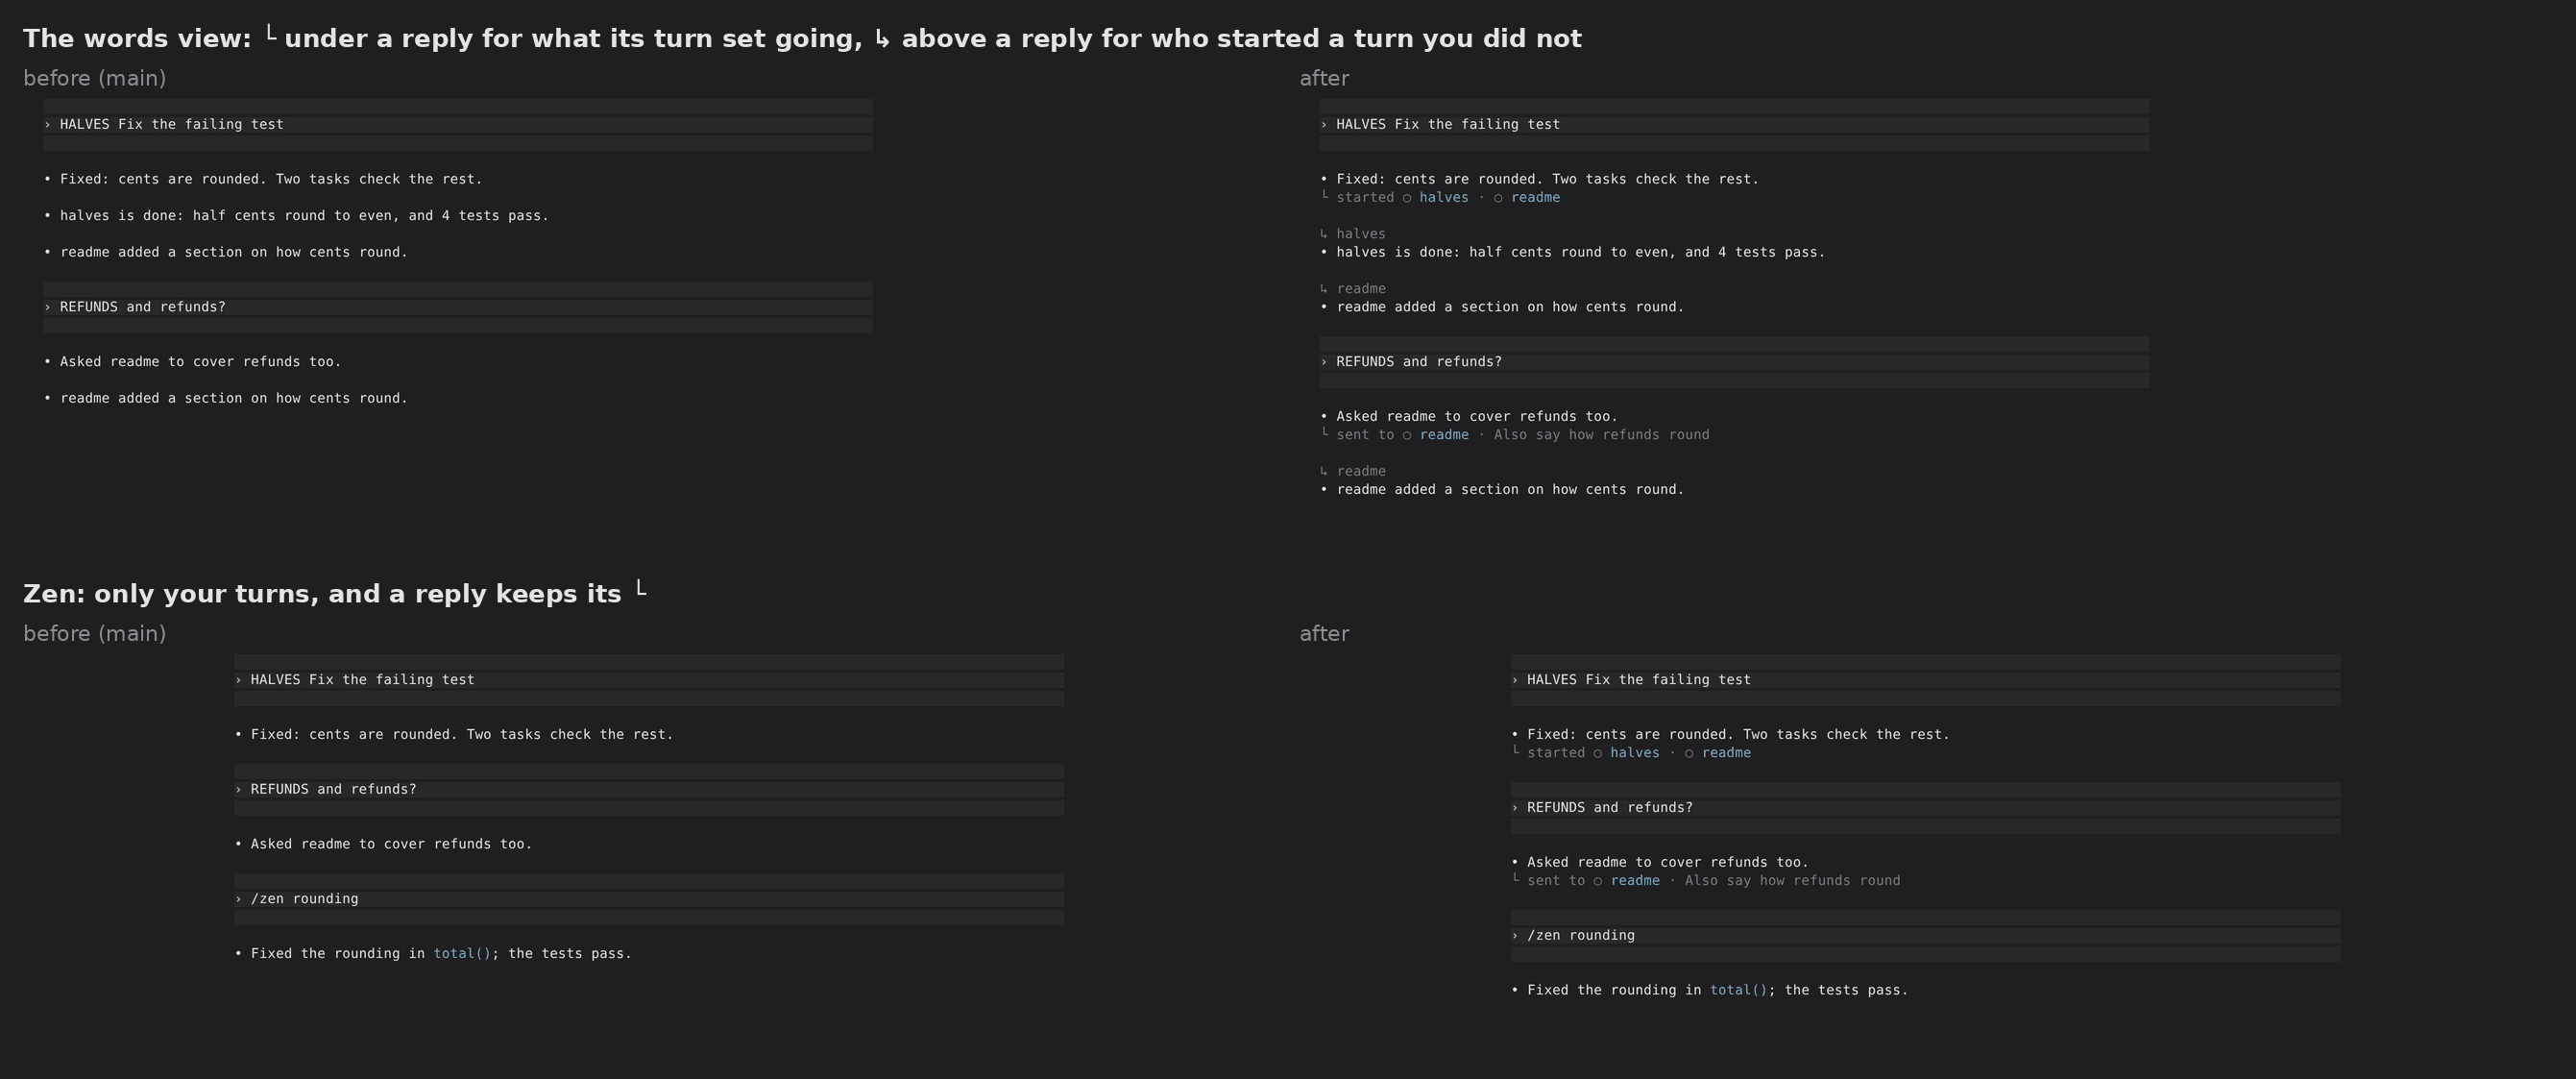 The words view: └ under a reply for what its turn set going, ↳ above a reply for who started a turn you did not
before (main)
› HALVES Fix the failing test
• Fixed: cents are rounded. Two tasks check the rest.
• halves is done: half cents round to even, and 4 tests pass.
• readme added a section on how cents round.
› REFUNDS and refunds?
• Asked readme to cover refunds too.
• readme added a section on how cents round.
after
› HALVES Fix the failing test
• Fixed: cents are rounded. Two tasks check the rest.
└ started ○ halves · ○ readme
↳ halves
• halves is done: half cents round to even, and 4 tests pass.
↳ readme
• readme added a section on how cents round.
› REFUNDS and refunds?
• Asked readme to cover refunds too.
└ sent to ○ readme · Also say how refunds round
↳ readme
• readme added a section on how cents round.
Zen: only your turns, and a reply keeps its └
before (main)
› HALVES Fix the failing test
• Fixed: cents are rounded. Two tasks check the rest.
› REFUNDS and refunds?
• Asked readme to cover refunds too.
› /zen rounding
• Fixed the rounding in total(); the tests pass.
after
› HALVES Fix the failing test
• Fixed: cents are rounded. Two tasks check the rest.
└ started ○ halves · ○ readme
› REFUNDS and refunds?
• Asked readme to cover refunds too.
└ sent to ○ readme · Also say how refunds round
› /zen rounding
• Fixed the rounding in total(); the tests pass.